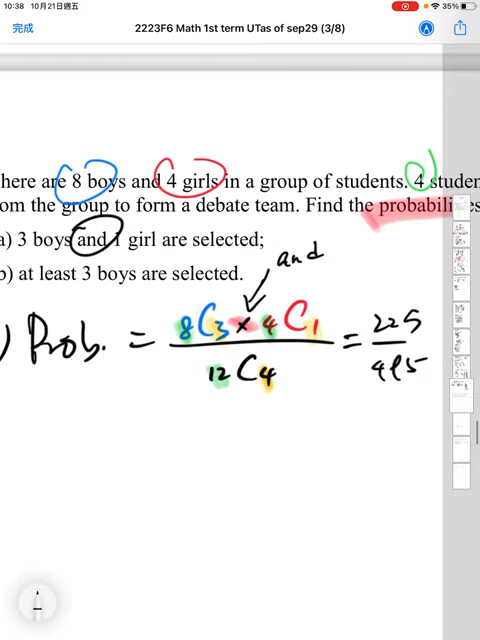 10:38 10月21日週五 35%
完成 2223F6 Math 1st term UTas of sep29 (3/8)
here are 8 boys and 4 girls in a group of students. 4 studen
om the group to form a debate team. Find the probabilities
a) 3 boys and 1 girl are selected;
and
b) at least 3 boys are selected.
) Prob. = 8C3 × 4C1 / 12C4 = 225 / 495